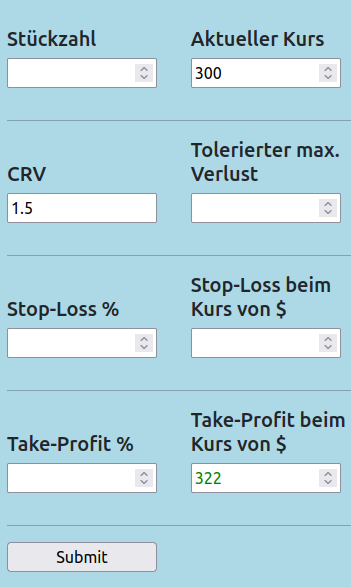 Stückzahl
Aktueller Kurs
300
CRV
Tolierter max.
Verlust
1.5
Stop-Loss %
Stop-Loss beim
Kurs von $
Take-Profit %
Take-Profit beim
Kurs von $
322
Submit